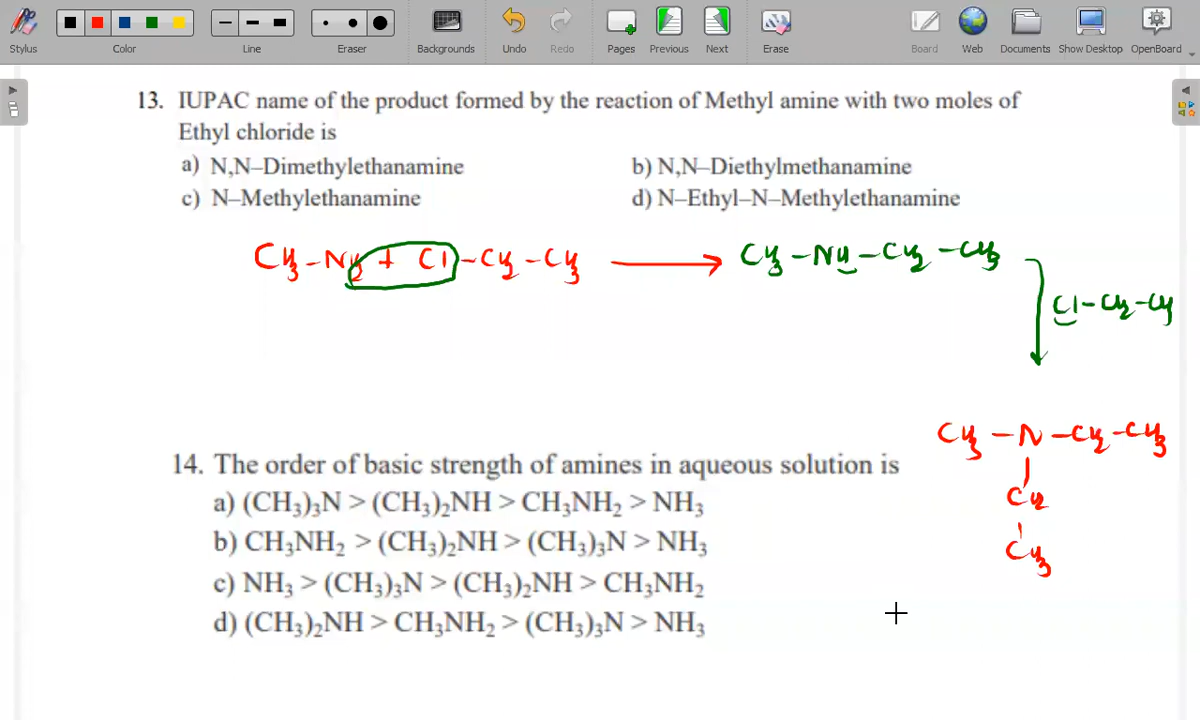 Stylus Color Line Eraser Backgrounds Undo Redo Pages Previous Next Erase Board Web Documents Show Desktop OpenBoard
13. IUPAC name of the product formed by the reaction of Methyl amine with two moles of
Ethyl chloride is
a) N,N–Dimethylethanamine b) N,N–Diethylmethanamine
c) N–Methylethanamine d) N–Ethyl–N–Methylethanamine
CH3–NH2 + Cl–CH2–CH3 → CH3–NH–CH2–CH3
Cl–CH2–CH3
CH3–N–CH2–CH3
CH2
CH3
14. The order of basic strength of amines in aqueous solution is
a) (CH₃)₃N > (CH₃)₂NH > CH₃NH₂ > NH₃
b) CH₃NH₂ > (CH₃)₂NH > (CH₃)₃N > NH₃
c) NH₃ > (CH₃)₃N > (CH₃)₂NH > CH₃NH₂
d) (CH₃)₂NH > CH₃NH₂ > (CH₃)₃N > NH₃